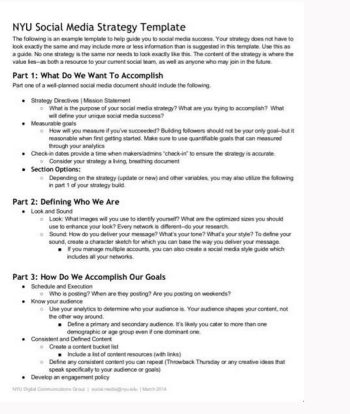 NYU Social Media Strategy Template
The following is an example template to help guide you to social media success. Your strategy does not have to
look exactly the same and may include more or less information than is suggested in this template. Use this as
a guide. No one strategy is the same nor needs to look exactly like this. The content of the strategy is where the
value lies–as both a resource to your current social team, as well as anyone who may join in the future.
Part 1: What Do We Want To Accomplish
Part one of a well-planned social media document should include the following.
● Strategy Directives | Mission Statement
○ What is the purpose of your social media strategy? What are you trying to accomplish? What
will define your unique social media success?
● Measurable goals
○ How will you measure if you've succeeded? Building followers should not be your only goal–but it
reasonable when first getting started. Make sure to use quantifiable goals that can measured
through your analytics
● Check-in dates provide a time when makers/admins "check-in" to ensure the strategy is accurate.
○ Consider your strategy a living, breathing document
● Section Options:
○ Depending on the strategy (update or new) and other variables, you may also utilize the following
in part 1 of your strategy build.
Part 2: Defining Who We Are
● Look and Sound
○ Look: What images will you use to identify yourself? What are the optimized sizes you should
use to enhance your look? Every network is different–do your research.
○ Sound: How do you deliver your message? What's your tone? What's your style? To define your
sound, create a character sketch for which you can base the way you deliver your message.
■ If you manage multiple accounts, you can also create a social media style guide which
includes all your networks.
Part 3: How Do We Accomplish Our Goals
● Schedule and Execution
○ Who is posting? When are they posting? Are you posting on weekends?
● Know your audience
○ Use your analytics to determine who your audience is. Your audience shapes your content, not
the other way around.
■ Define a primary and secondary audience. It's likely you cater to more than one
demographic or age group even if one dominant one.
● Consistent and Defined Content
○ Create a content bucket list
■ Include a list of content resources (with links)
○ Define any consistent content you can repeat (Throwback Thursday or any creative ideas that
speak specifically to your audience or goals)
● Develop an engagement policy
NYU Digital Communications Group | social-media@nyu.edu | March 2014